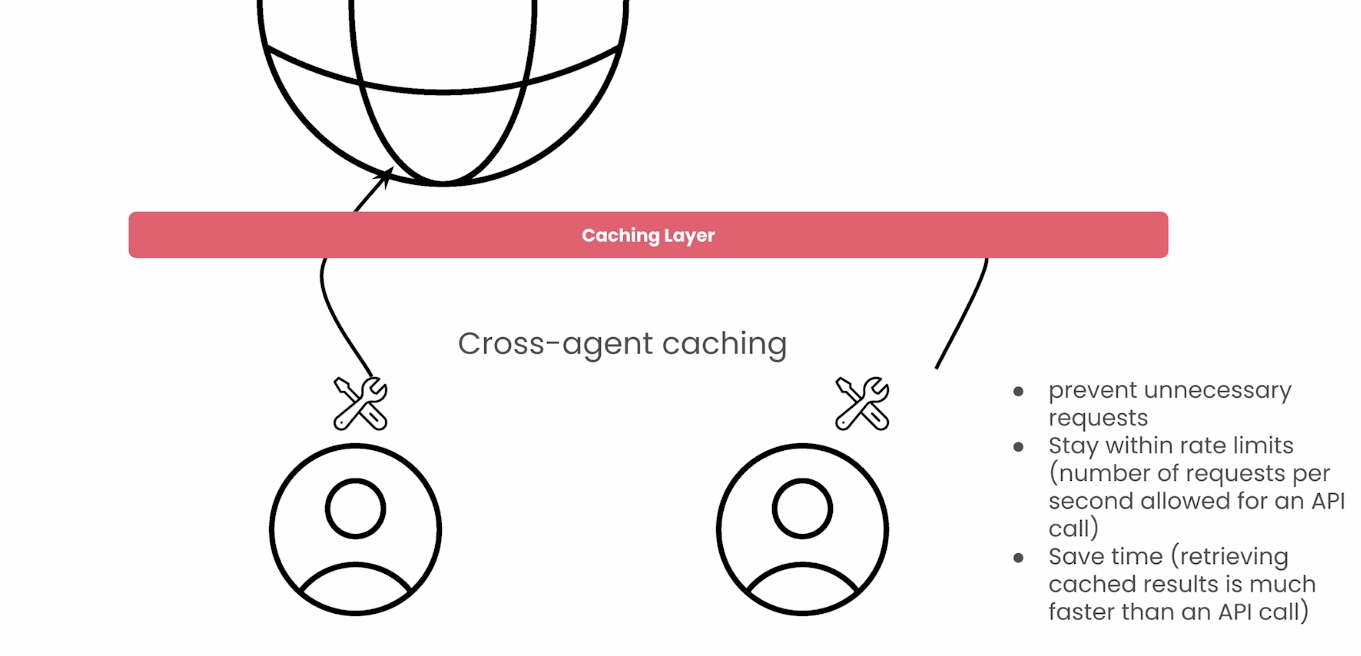 Caching Layer
Cross-agent caching
● prevent unnecessary
requests
● Stay within rate limits
(number of requests per
second allowed for an API
call)
● Save time (retrieving
cached results is much
faster than an API call)